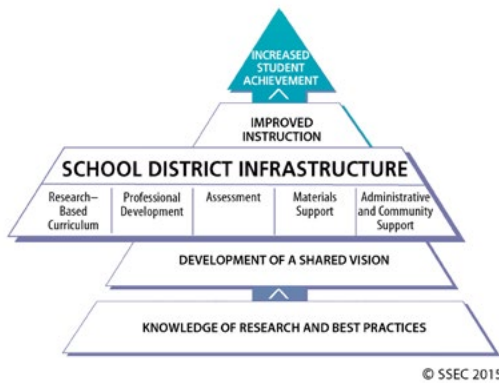 INCREASED
STUDENT
ACHIEVEMENT
IMPROVED
INSTRUCTION
SCHOOL DISTRICT INFRASTRUCTURE
Research–
Based
Curriculum
Professional
Development
Assessment
Materials
Support
Administrative
and Community
Support
DEVELOPMENT OF A SHARED VISION
KNOWLEDGE OF RESEARCH AND BEST PRACTICES
© SSEC 2015